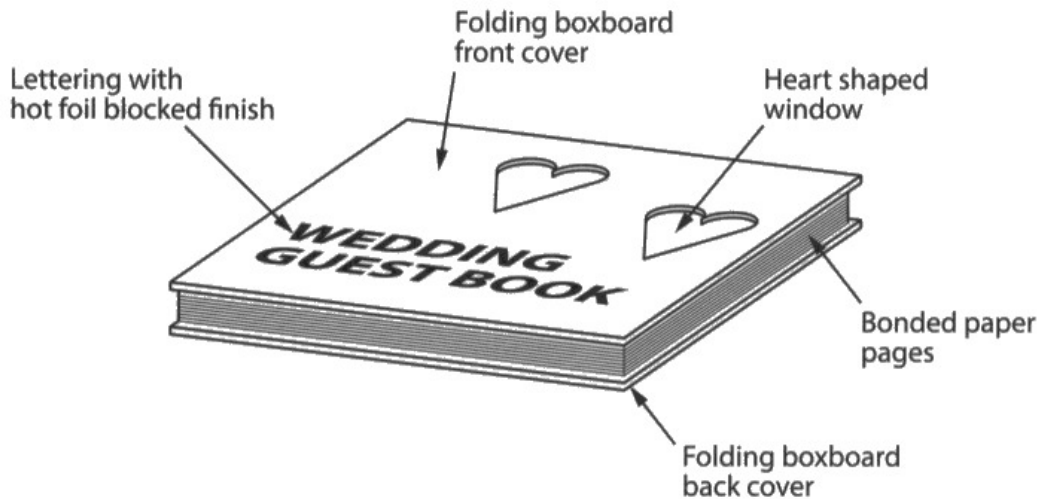 Folding boxboard
front cover
Lettering with
hot foil blocked finish
Heart shaped
window
WEDDING
GUEST BOOK
Bonded paper
pages
Folding boxboard
back cover